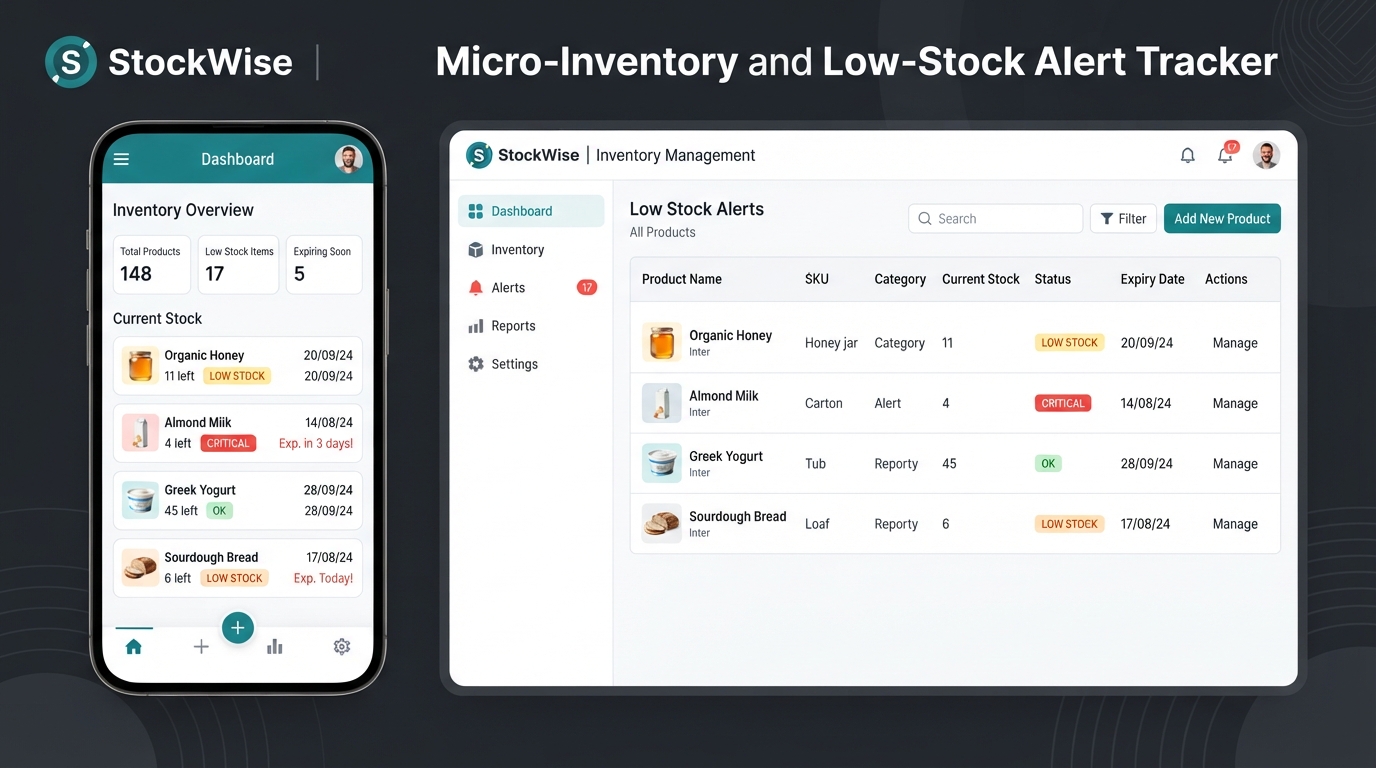 S StockWise | Micro-Inventory and Low-Stock Alert Tracker
Dashboard
Inventory Overview
Total Products
148
Low Stock Items
17
Expiring Soon
5
Current Stock
Organic Honey 20/09/24
11 left LOW STOCK 20/09/24
Almond Miik 14/08/24
4 left CRITICAL Exp. in 3 days!
Greek Yogurt 28/09/24
45 left OK 28/09/24
Sourdough Bread 17/08/24
6 left LOW STOCK Exp. Today!
S StockWise | Inventory Management
Dashboard
Inventory
Alerts 17
Reports
Settings
Low Stock Alerts
All Products
Search
Filter
Add New Product
Product Name SKU Category Current Stock Status Expiry Date Actions
Organic Honey
Inter
Honey jar Category 11 LOW STOCK 20/09/24 Manage
Almond Miik
Inter
Carton Alert 4 CRITICAL 14/08/24 Manage
Greek Yogurt
Inter
Tub Reporty 45 OK 28/09/24 Manage
Sourdough Bread
Inter
Loaf Reporty 6 LOW STOEK 17/08/24 Manage